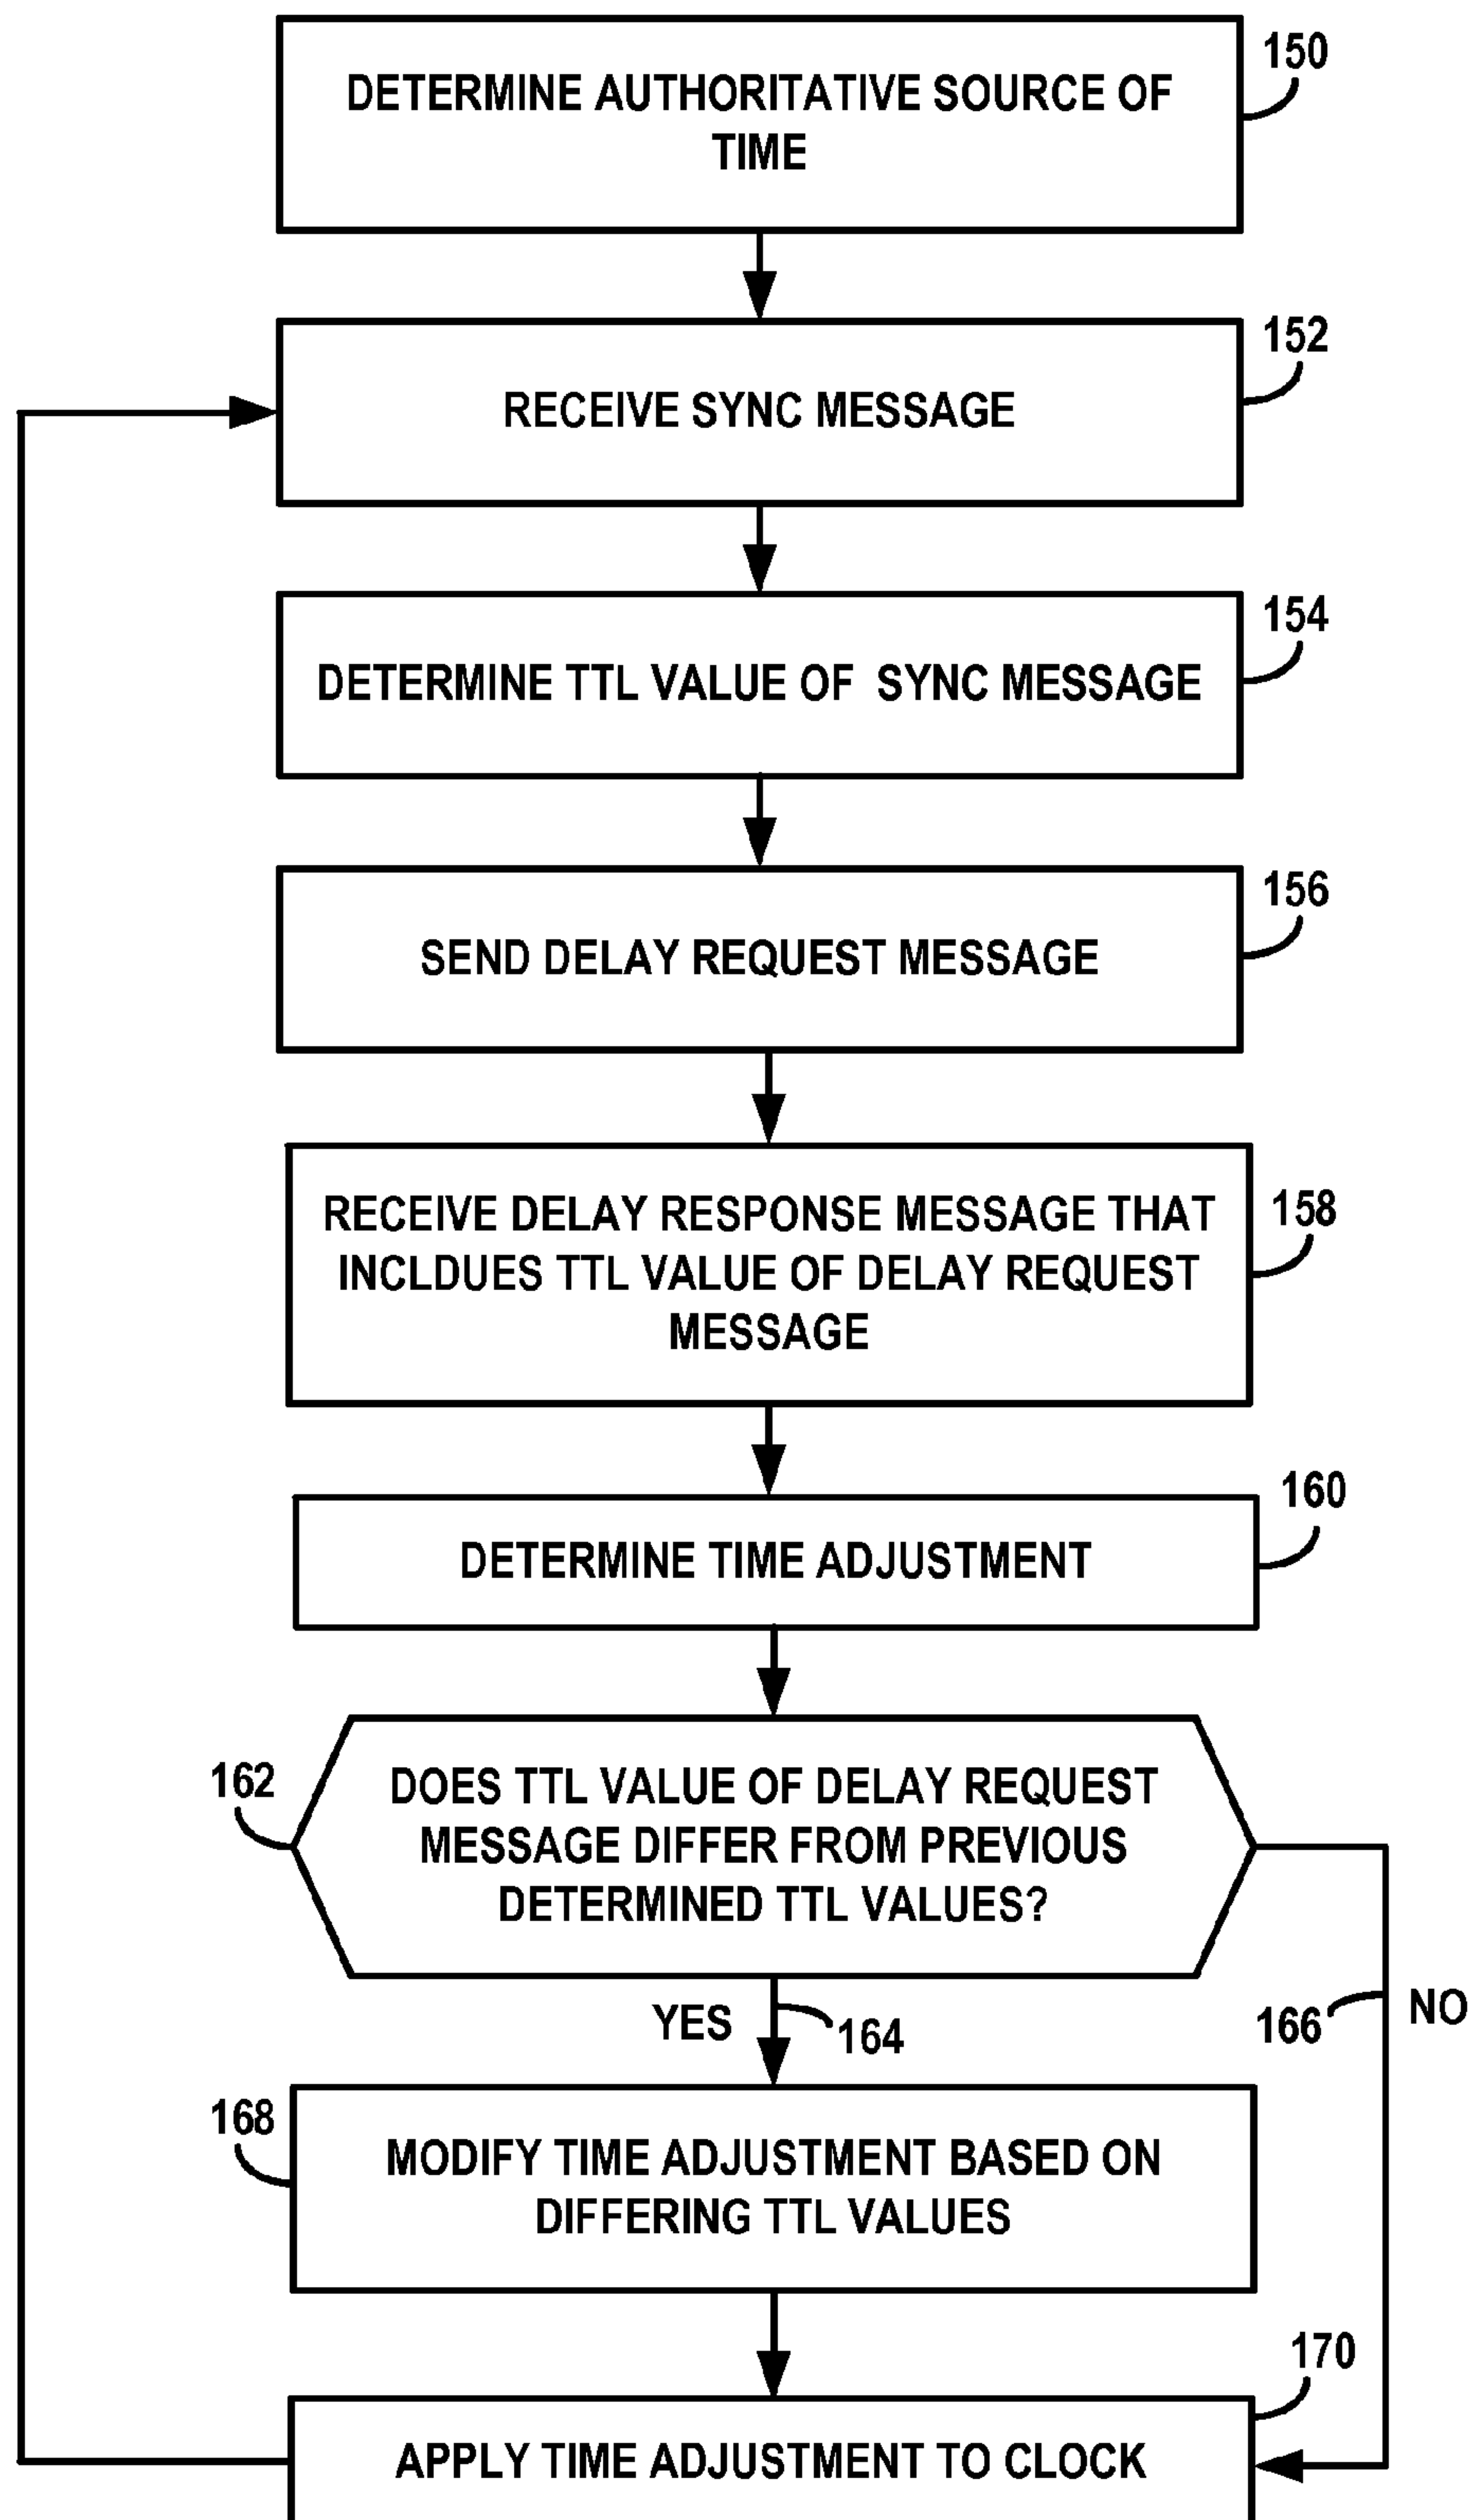 DETERMINE AUTHORITATIVE SOURCE OF
TIME
150
RECEIVE SYNC MESSAGE
152
DETERMINE TTL VALUE OF SYNC MESSAGE
154
SEND DELAY REQUEST MESSAGE
156
RECEIVE DELAY RESPONSE MESSAGE THAT
INCLDUES TTL VALUE OF DELAY REQUEST
MESSAGE
158
DETERMINE TIME ADJUSTMENT
160
162
DOES TTL VALUE OF DELAY REQUEST
MESSAGE DIFFER FROM PREVIOUS
DETERMINED TTL VALUES?
YES
164
166
NO
168
MODIFY TIME ADJUSTMENT BASED ON
DIFFERING TTL VALUES
170
APPLY TIME ADJUSTMENT TO CLOCK